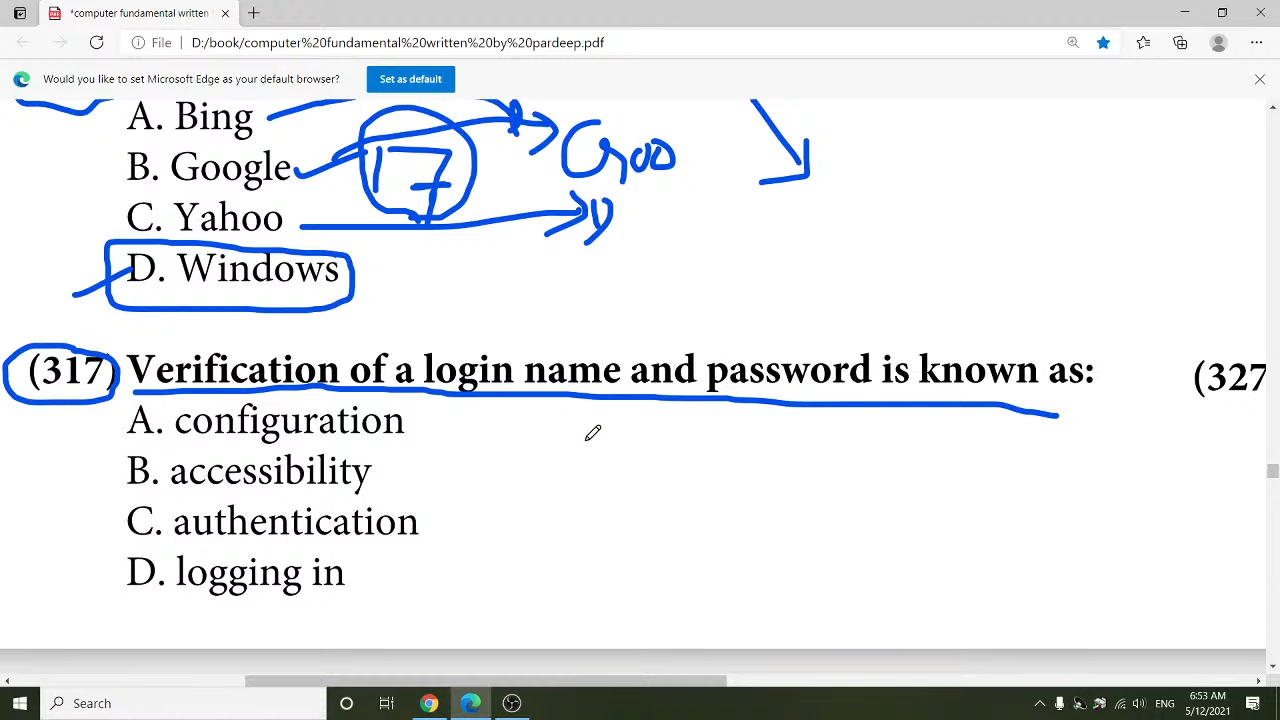 *computer fundamental written
File
D:/book/computer%20fundamental%20written%20by%20pardeep.pdf
Would you like to set Microsoft Edge as your default browser?
Set as default
A. Bing
B. Google
17
Goo
C. Yahoo
y
D. Windows
(317) Verification of a login name and password is known as:
(327
A. configuration
B. accessibility
C. authentication
D. logging in
Search
ENG
6:53 AM
5/12/2021